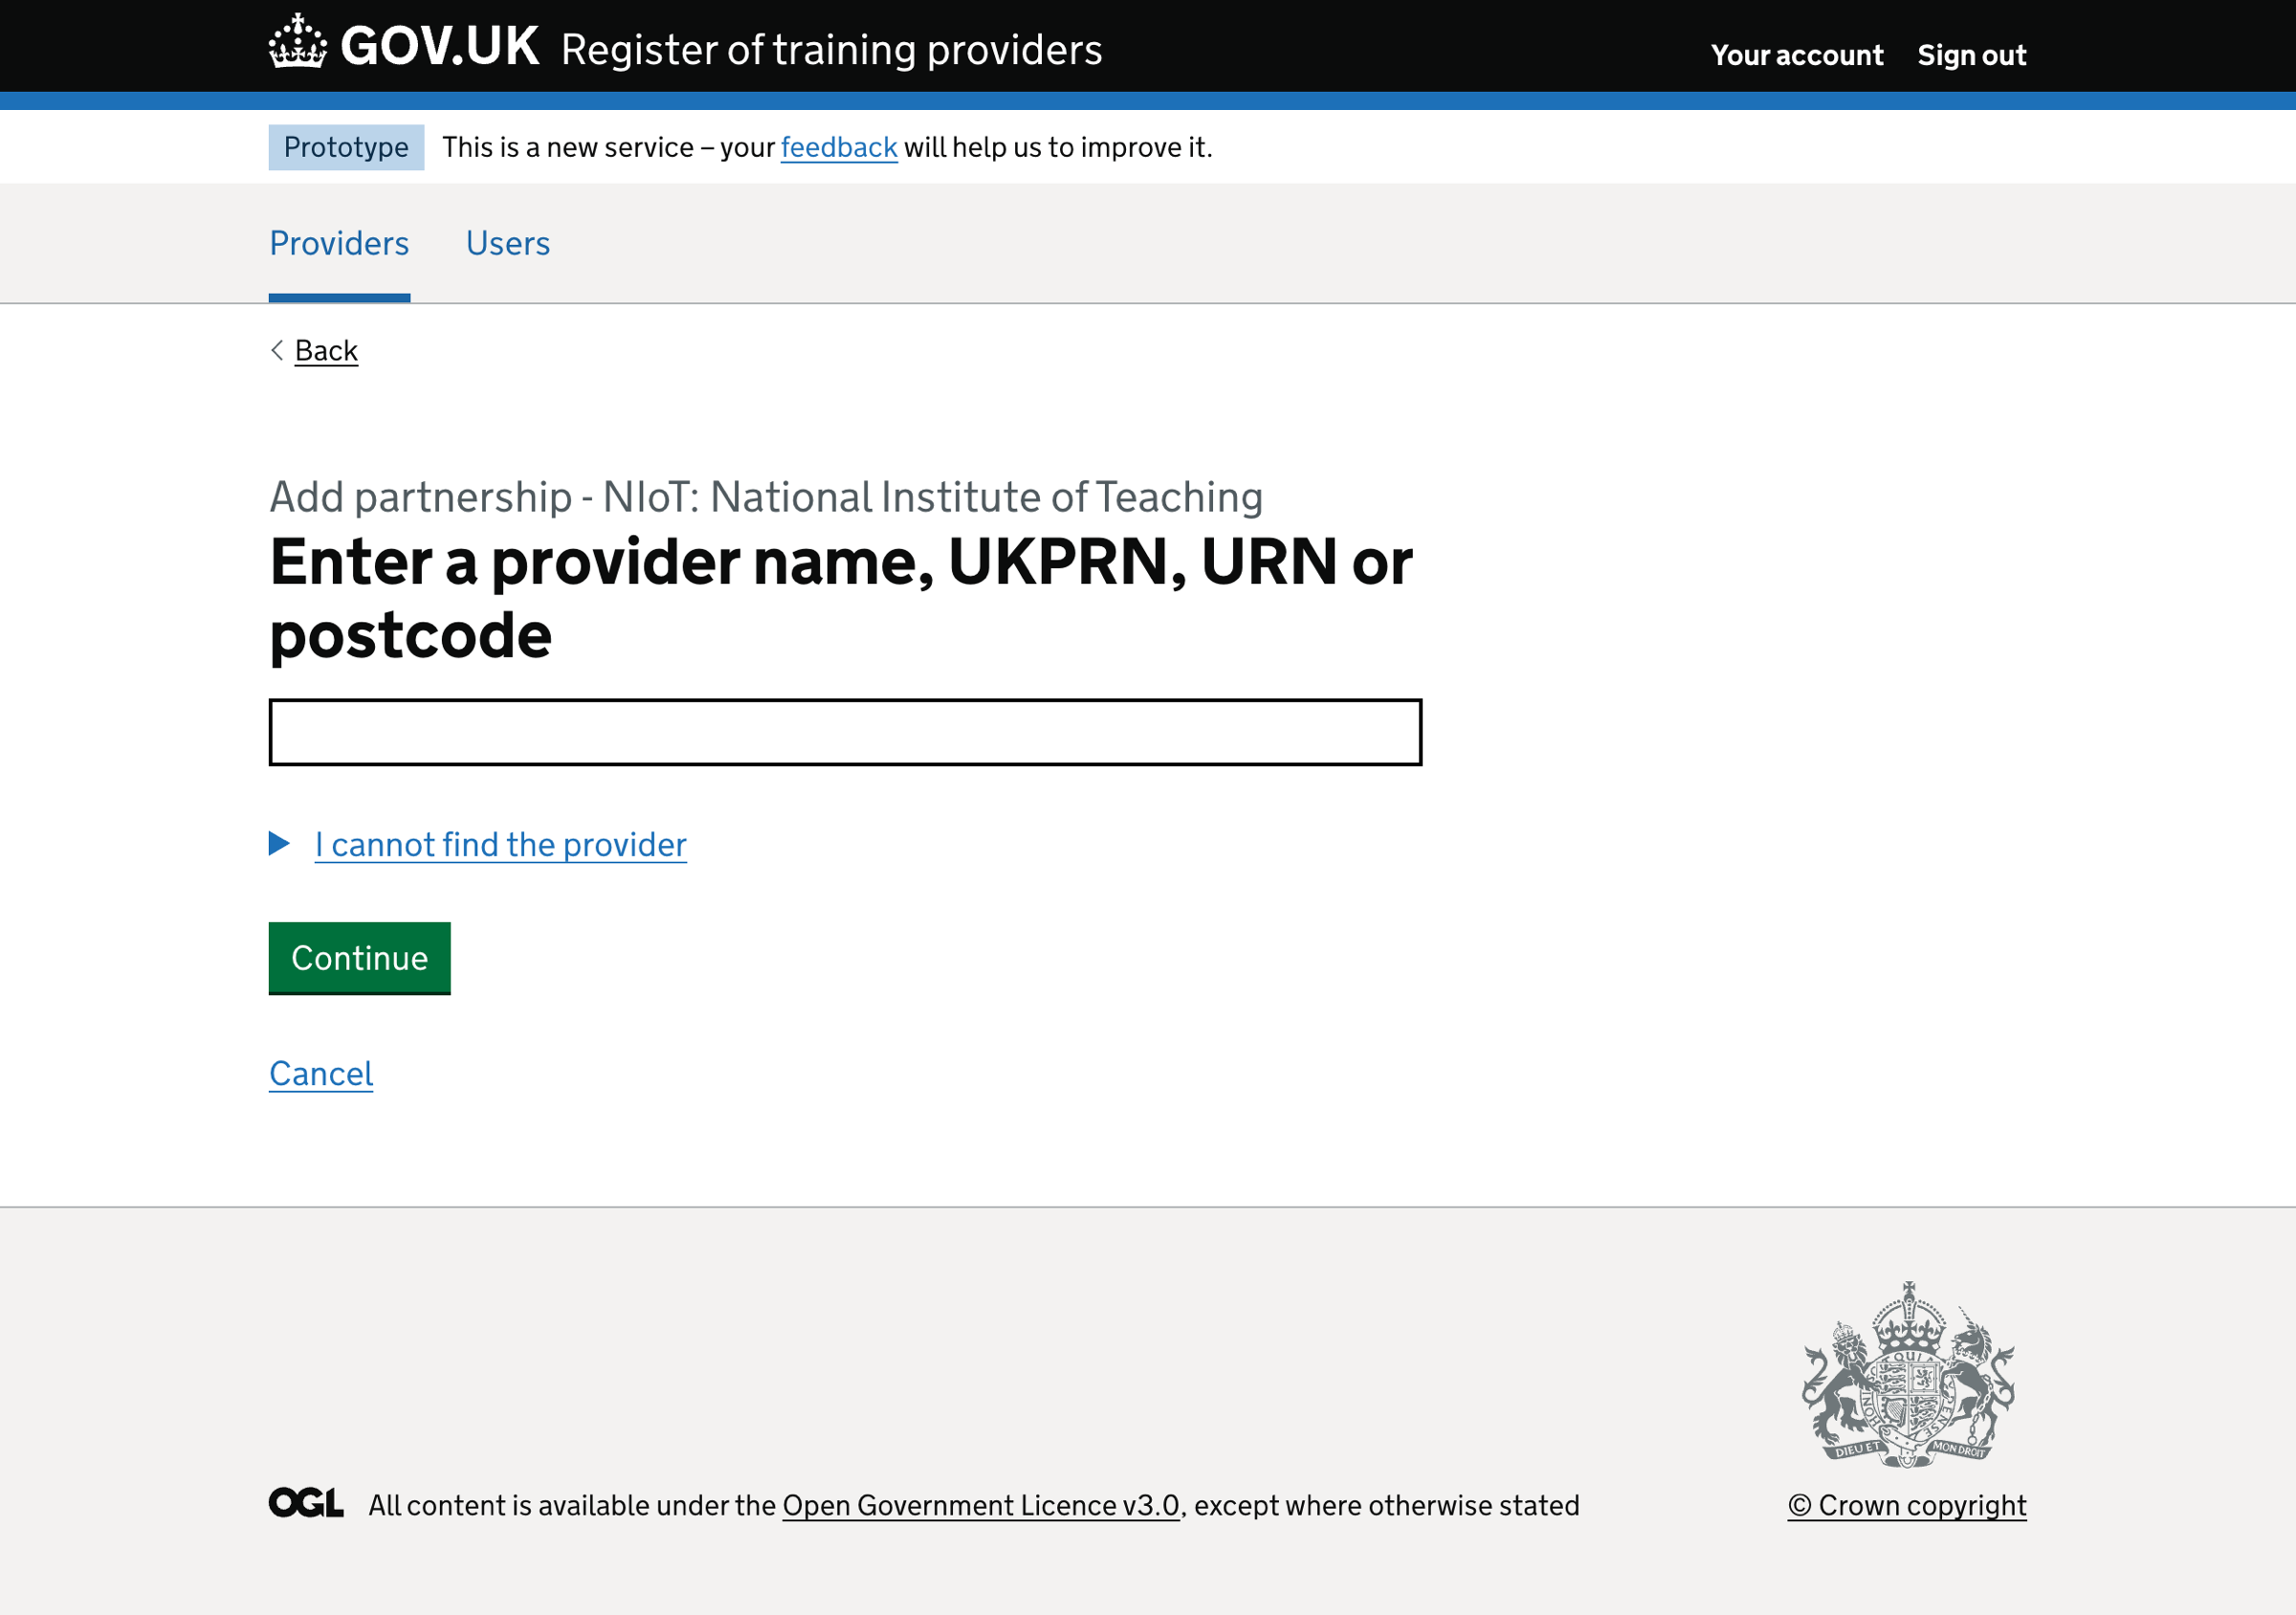 GOV.UK Register of training providers
Your account Sign out
Prototype This is a new service – your feedback will help us to improve it.
Providers Users
Back
Add partnership - NIoT: National Institute of Teaching
Enter a provider name, UKPRN, URN or
postcode
I cannot find the provider
Continue
Cancel
DIEU ET MON DROIT
OGL All content is available under the Open Government Licence v3.0, except where otherwise stated
© Crown copyright